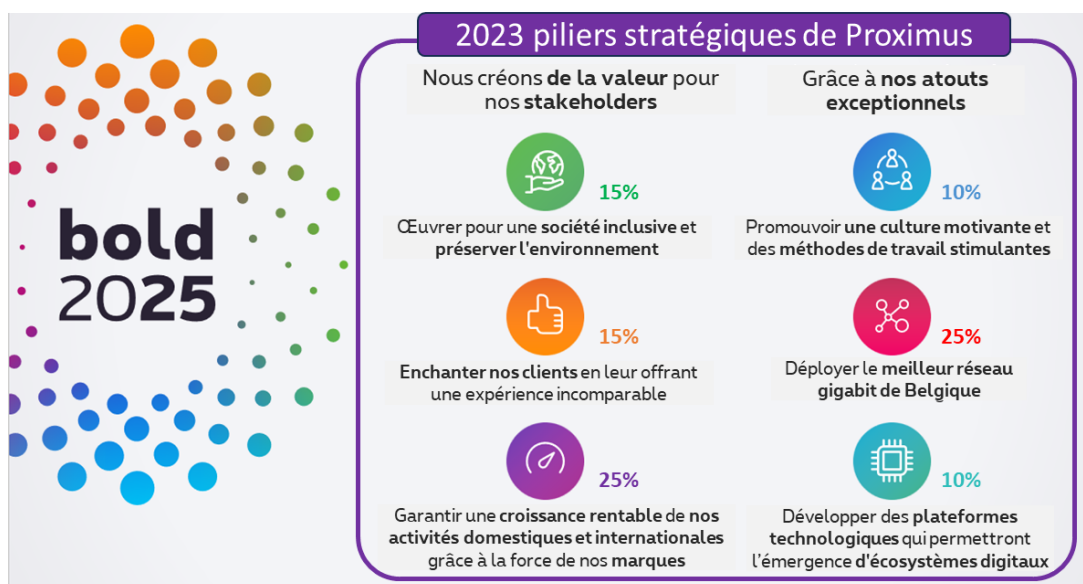 2023 piliers stratégiques de Proximus
bold
2025
Nous créons de la valeur pour
nos stakeholders
15%
Œuvrer pour une société inclusive et
préserver l'environnement
15%
Enchanter nos clients en leur offrant
une expérience incomparable
25%
Garantir une croissance rentable de nos
activités domestiques et internationales
grâce à la force de nos marques
Grâce à nos atouts
exceptionnels
10%
Promouvoir une culture motivante et
des méthodes de travail stimulantes
25%
Déployer le meilleur réseau
gigabit de Belgique
10%
Développer des plateformes
technologiques qui permettront
l’émergence d'écosystèmes digitaux